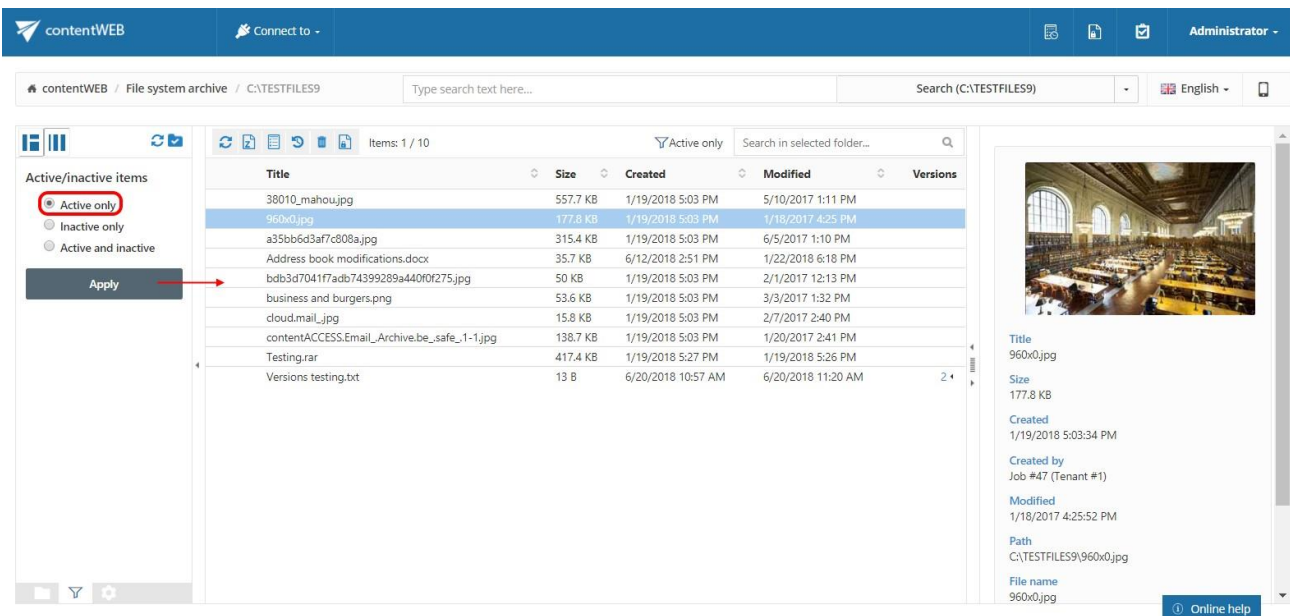 contentWEB
Connect to
Administrator
contentWEB / File system archive / C:\TESTFILES9
Type search text here...
Search (C:\TESTFILES9)
English
Items: 1 / 10
Active only
Search in selected folder...
Active/inactive items
Active only
Inactive only
Active and inactive
Apply
Title Size Created Modified Versions
38010_mahou.jpg 557.7 KB 1/19/2018 5:03 PM 5/10/2017 1:11 PM
960x0.jpg 177.8 KB 1/19/2018 5:03 PM 1/18/2017 4:25 PM
a35bb6d3af7c808a.jpg 315.4 KB 1/19/2018 5:03 PM 6/5/2017 1:10 PM
Address book modifications.docx 35.7 KB 6/12/2018 2:51 PM 1/22/2018 6:18 PM
bdb3d7041f7adb74399289a440f0f275.jpg 50 KB 1/19/2018 5:03 PM 2/1/2017 12:13 PM
business and burgers.png 53.6 KB 1/19/2018 5:03 PM 3/3/2017 1:32 PM
cloud.mail_.jpg 15.8 KB 1/19/2018 5:03 PM 2/7/2017 2:40 PM
contentACCESS.Email_.Archive.be_.safe_.1-1.jpg 138.7 KB 1/19/2018 5:03 PM 1/20/2017 2:41 PM
Testing.rar 417.4 KB 1/19/2018 5:27 PM 1/19/2018 5:26 PM
Versions testing.txt 13 B 6/20/2018 10:57 AM 6/20/2018 11:20 AM 2
Title
960x0.jpg
Size
177.8 KB
Created
1/19/2018 5:03:34 PM
Created by
Job #47 (Tenant #1)
Modified
1/18/2017 4:25:52 PM
Path
C:\TESTFILES9\960x0.jpg
File name
960x0.jpg
Online help